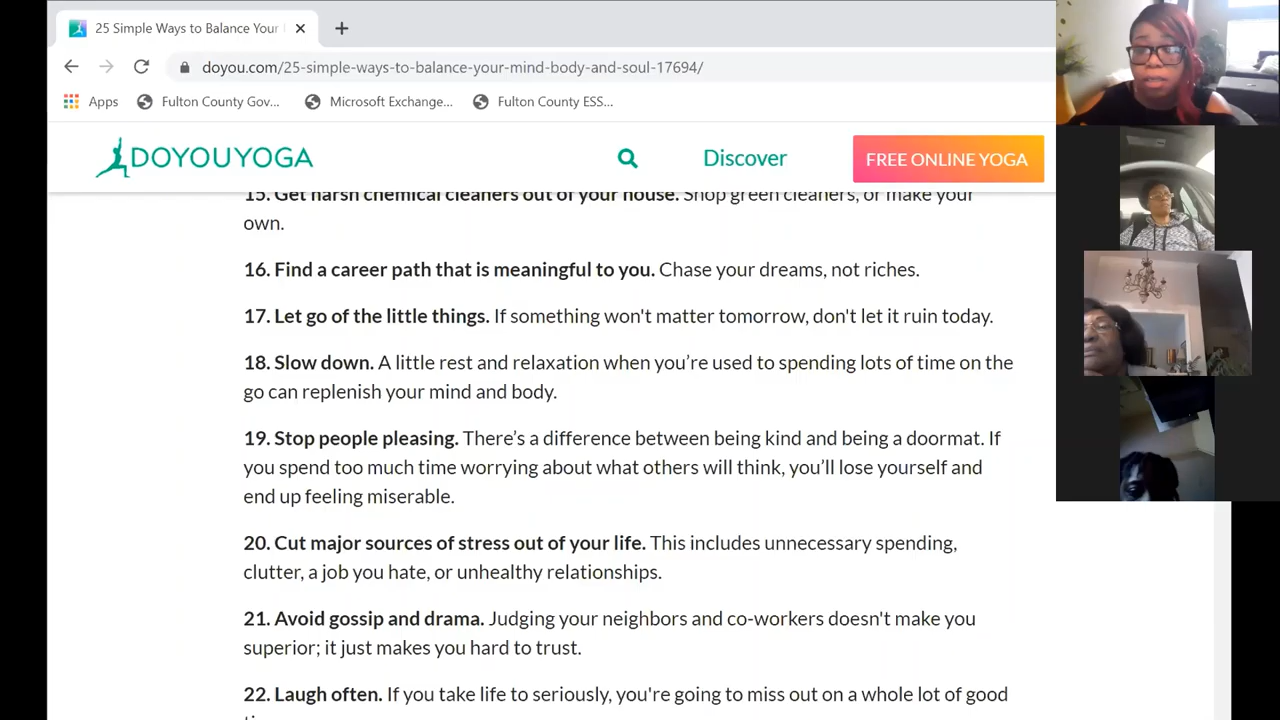 25 Simple Ways to Balance Your
doyou.com/25-simple-ways-to-balance-your-mind-body-and-soul-17694/
Apps Fulton County Gov... Microsoft Exchange... Fulton County ESS...
DOYOUYOGA Discover FREE ONLINE YOGA
15. Get harsh chemical cleaners out of your house. Shop green cleaners, or make your
own.
16. Find a career path that is meaningful to you. Chase your dreams, not riches.
17. Let go of the little things. If something won't matter tomorrow, don't let it ruin today.
18. Slow down. A little rest and relaxation when you’re used to spending lots of time on the
go can replenish your mind and body.
19. Stop people pleasing. There’s a difference between being kind and being a doormat. If
you spend too much time worrying about what others will think, you’ll lose yourself and
end up feeling miserable.
20. Cut major sources of stress out of your life. This includes unnecessary spending,
clutter, a job you hate, or unhealthy relationships.
21. Avoid gossip and drama. Judging your neighbors and co-workers doesn't make you
superior; it just makes you hard to trust.
22. Laugh often. If you take life to seriously, you're going to miss out on a whole lot of good